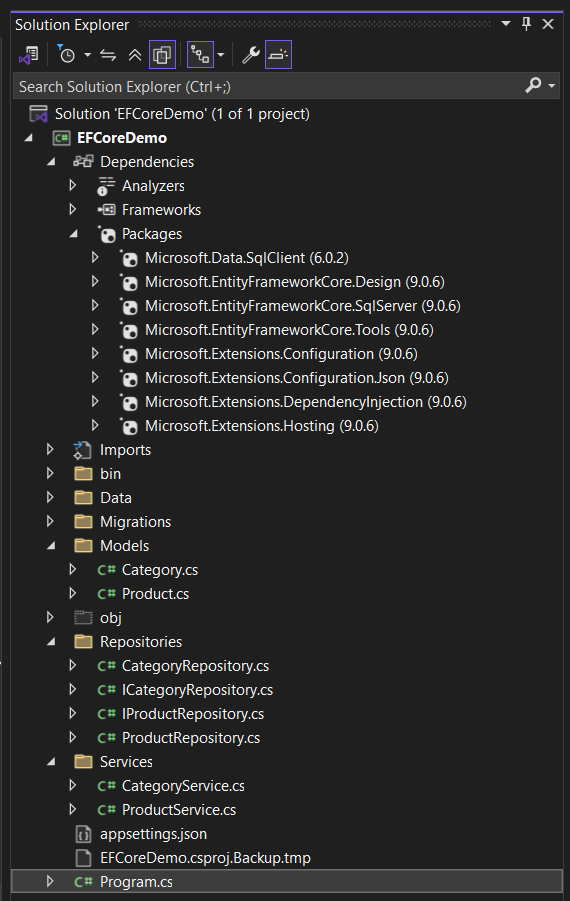 Solution Explorer
Search Solution Explorer (Ctrl+;)
Solution 'EFCoreDemo' (1 of 1 project)
C# EFCoreDemo
Dependencies
Analyzers
Frameworks
Packages
Microsoft.Data.SqlClient (6.0.2)
Microsoft.EntityFrameworkCore.Design (9.0.6)
Microsoft.EntityFrameworkCore.SqlServer (9.0.6)
Microsoft.EntityFrameworkCore.Tools (9.0.6)
Microsoft.Extensions.Configuration (9.0.6)
Microsoft.Extensions.Configuration.Json (9.0.6)
Microsoft.Extensions.DependencyInjection (9.0.6)
Microsoft.Extensions.Hosting (9.0.6)
Imports
bin
Data
Migrations
Models
C# Category.cs
C# Product.cs
obj
Repositories
C# CategoryRepository.cs
C# ICategoryRepository.cs
C# IProductRepository.cs
C# ProductRepository.cs
Services
C# CategoryService.cs
C# ProductService.cs
appsettings.json
EFCoreDemo.csproj.Backup.tmp
C# Program.cs